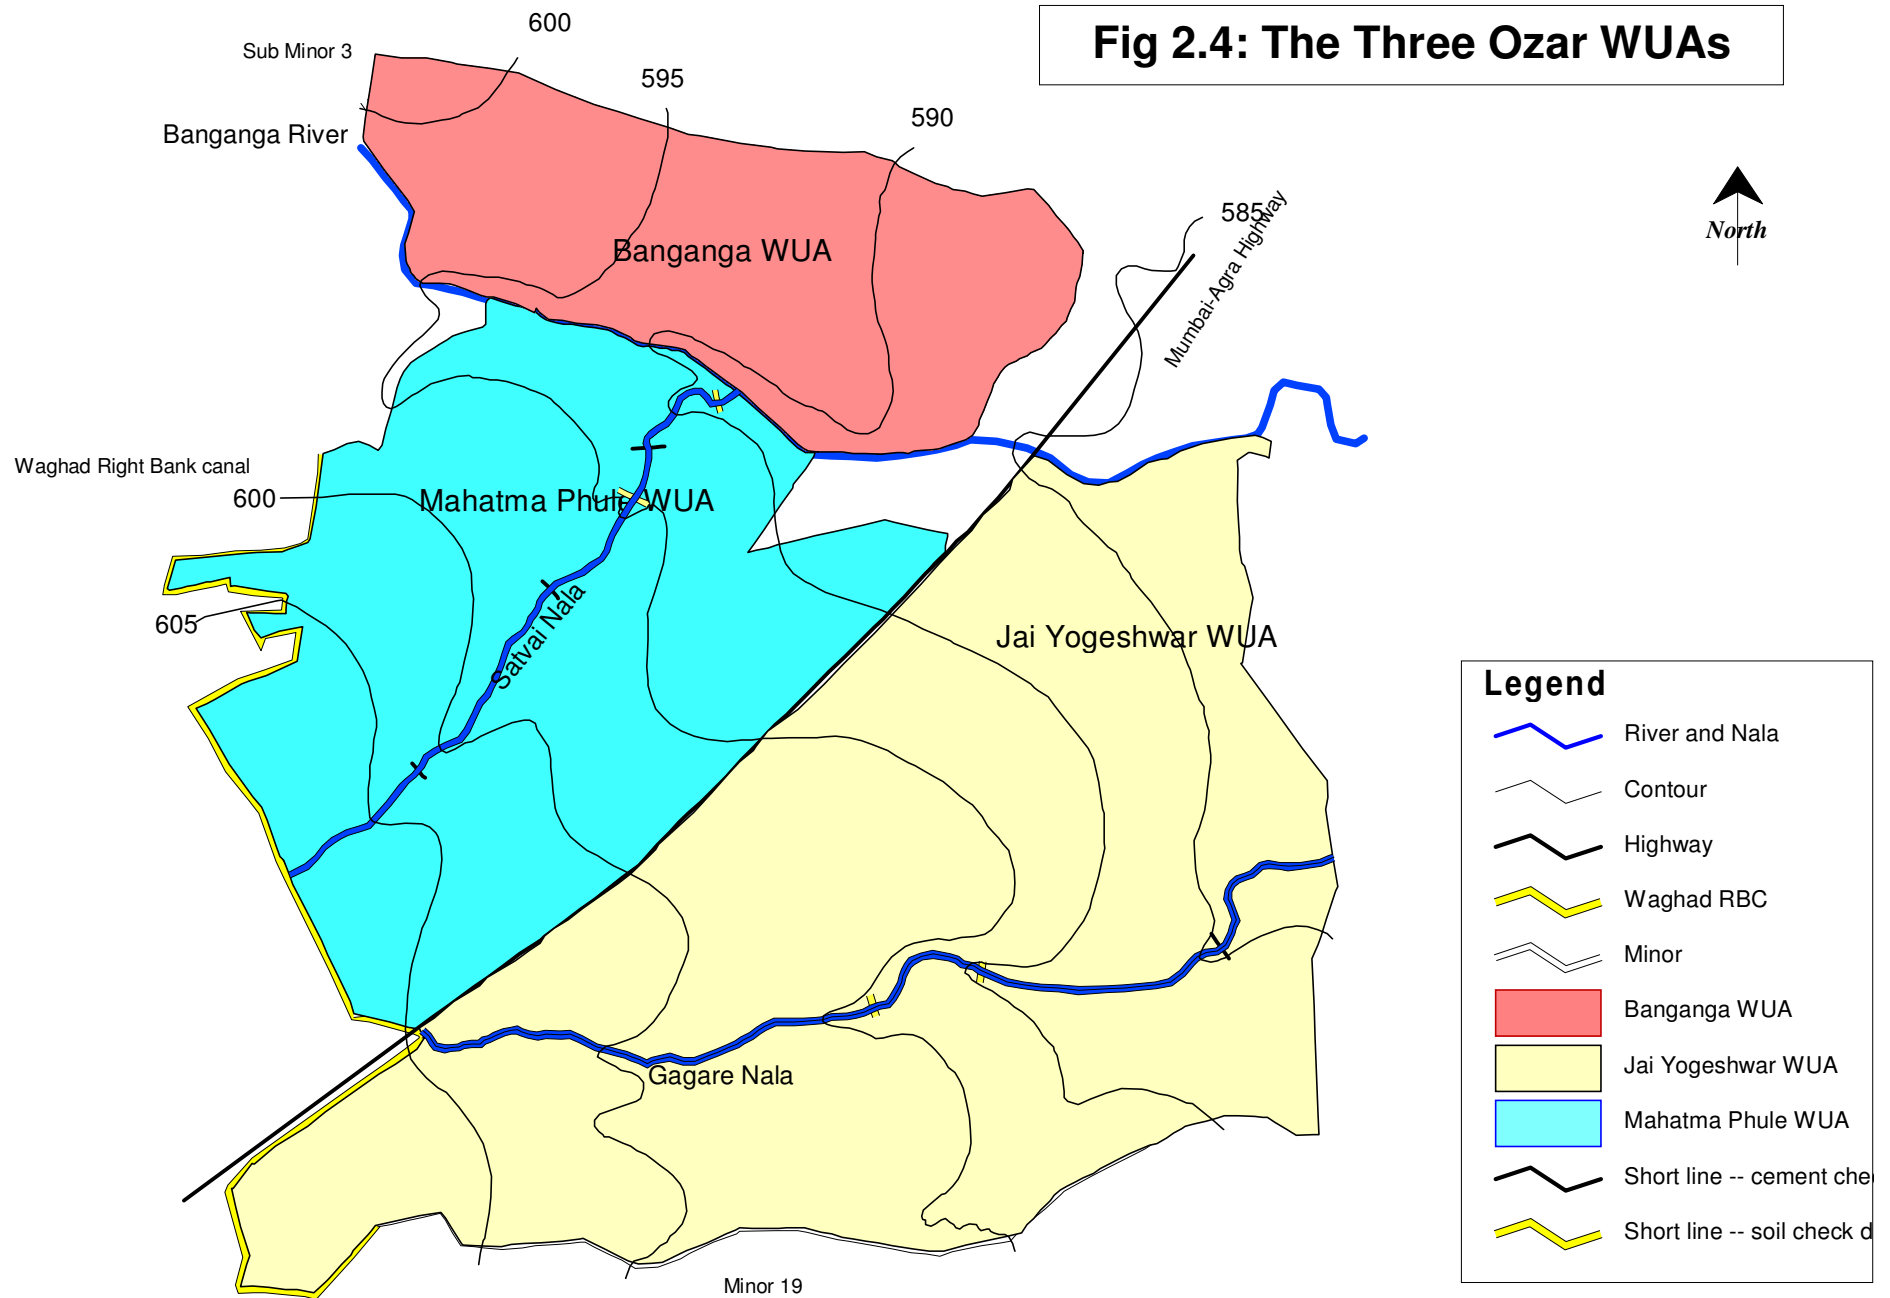 Fig 2.4: The Three Ozar WUAs
600
Sub Minor 3
595
590
Banganga River
585
Mumbai-Agra Highway
North
Banganga WUA
Waghad Right Bank canal
600
Mahatma Phule WUA
605
Satvai Nala
Jai Yogeshwar WUA
Gagare Nala
Minor 19
Legend
River and Nala
Contour
Highway
Waghad RBC
Minor
Banganga WUA
Jai Yogeshwar WUA
Mahatma Phule WUA
Short line -- cement che
Short line -- soil check d